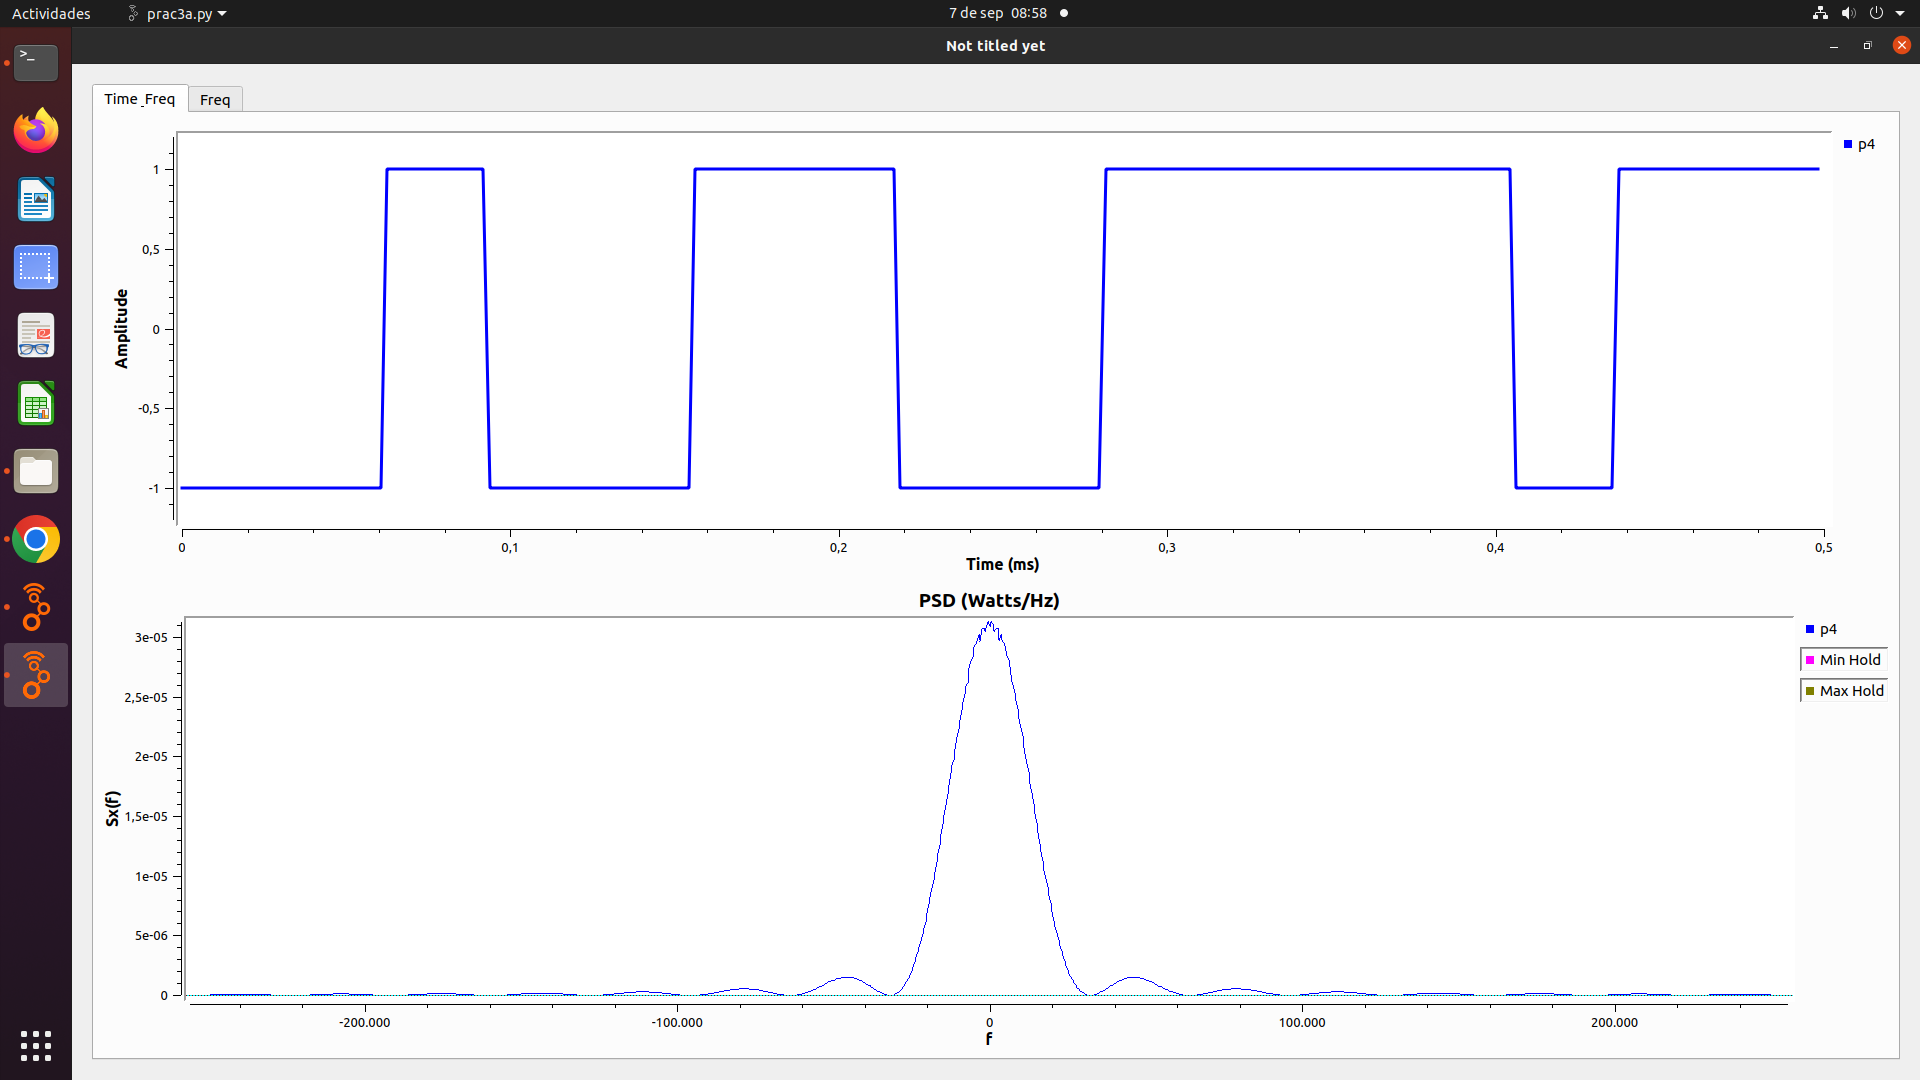 Actividades
prac3a.py
7 de sep 08:58
Not titled yet
Time_Freq
Freq
p4
1
0,5
0
-0,5
-1
Amplitude
0
0,1
0,2
0,3
0,4
0,5
Time (ms)
PSD (Watts/Hz)
p4
Min Hold
Max Hold
3e-05
2,5e-05
2e-05
1,5e-05
1e-05
5e-06
0
Sx(f)
-200.000
-100.000
0
100.000
200.000
f